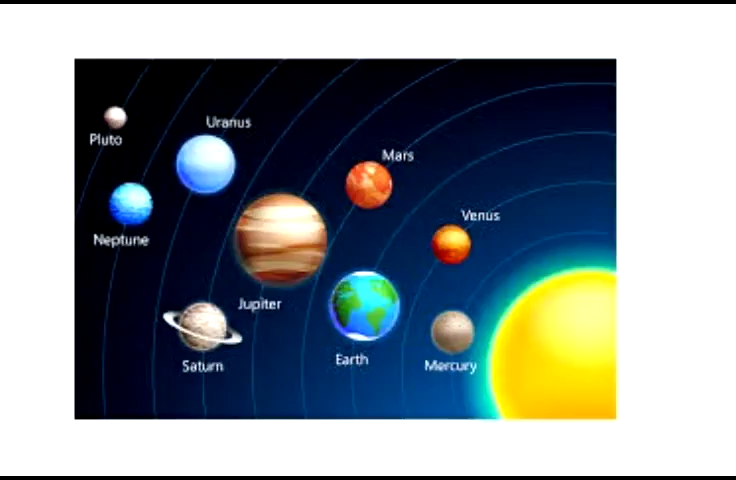 Uranus
Pluto
Mars
Venus
Neptune
Jupiter
Earth
Saturn
Mercury